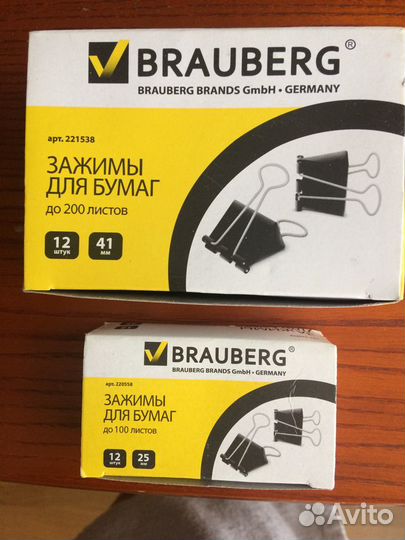 BRAUBERG®
BRAUBERG BRANDS GmbH • GERMANY
арт. 221538
ЗАЖИМЫ
ДЛЯ БУМАГ
до 200 листов
12 штук 41 мм
BRAUBERG®
BRAUBERG BRANDS GmbH • GERMANY
арт. 220558
ЗАЖИМЫ
ДЛЯ БУМАГ
до 100 листов
12 штук 25 мм
Avito